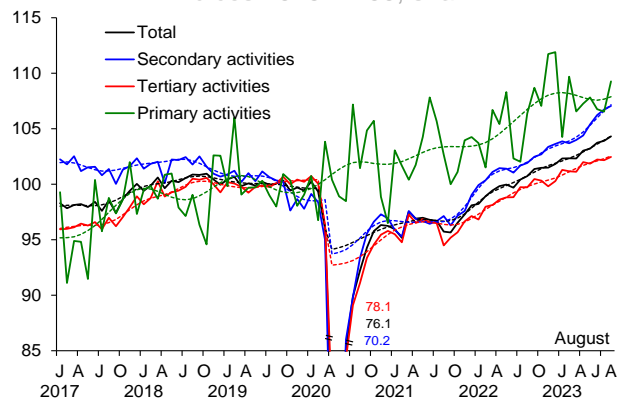 115
110
105
100
95
90
85
Total
Secondary activities
Tertiary activities
Primary activities
78.1
76.1
70.2
August
J A J O J A J O J A J O J A J O J A J O J A J O J A J A
2017 2018 2019 2020 2021 2022 2023